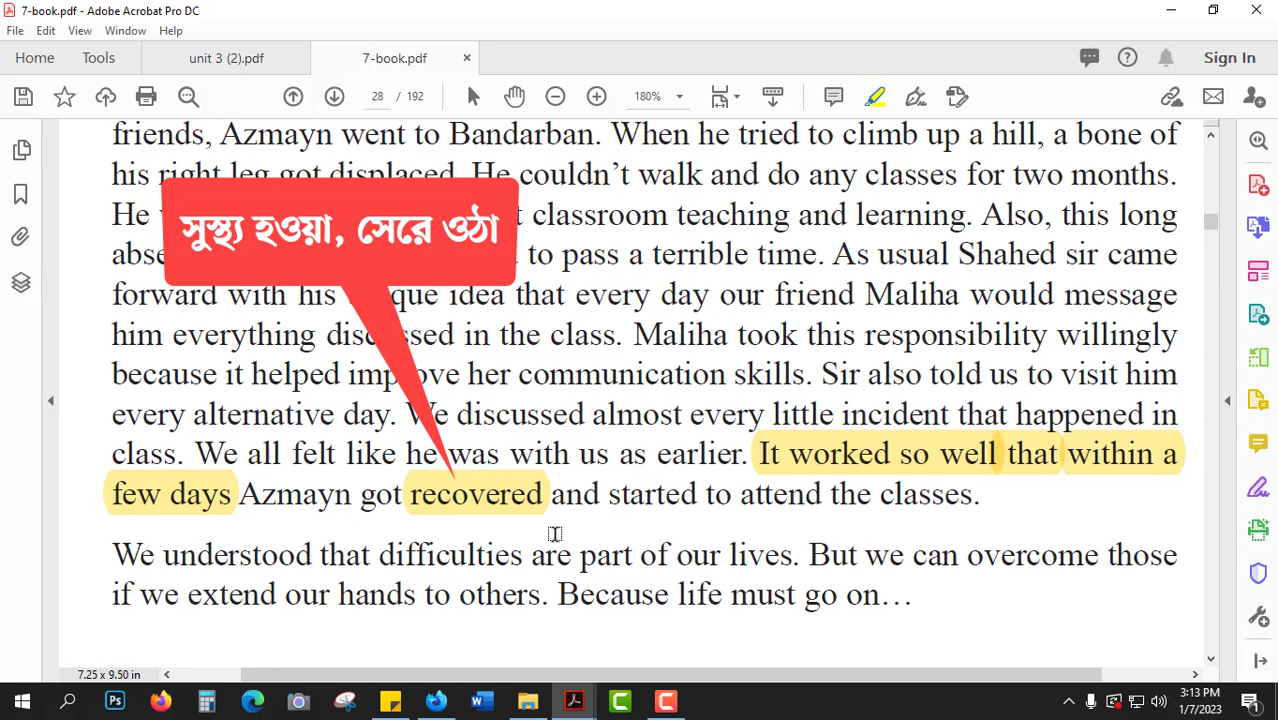 7-book.pdf - Adobe Acrobat Pro DC
File Edit View Window Help
Home Tools unit 3 (2).pdf 7-book.pdf × Sign In
28 / 192 180%
friends, Azmayn went to Bandarban. When he tried to climb up a hill, a bone of
his right leg got displaced. He couldn't walk and do any classes for two months.
He classroom teaching and learning. Also, this long
সুস্থ্য হওয়া, সেরে ওঠা
to pass a terrible time. As usual Shahed sir came
forward with his idea that every day our friend Maliha would message
him everything discussed in the class. Maliha took this responsibility willingly
because it helped improve her communication skills. Sir also told us to visit him
every alternative day. We discussed almost every little incident that happened in
class. We all felt like he was with us as earlier. It worked so well that within a
few days Azmayn got recovered and started to attend the classes.
We understood that difficulties are part of our lives. But we can overcome those
if we extend our hands to others. Because life must go on…
7.25 x 9.50 in
3:13 PM
1/7/2023